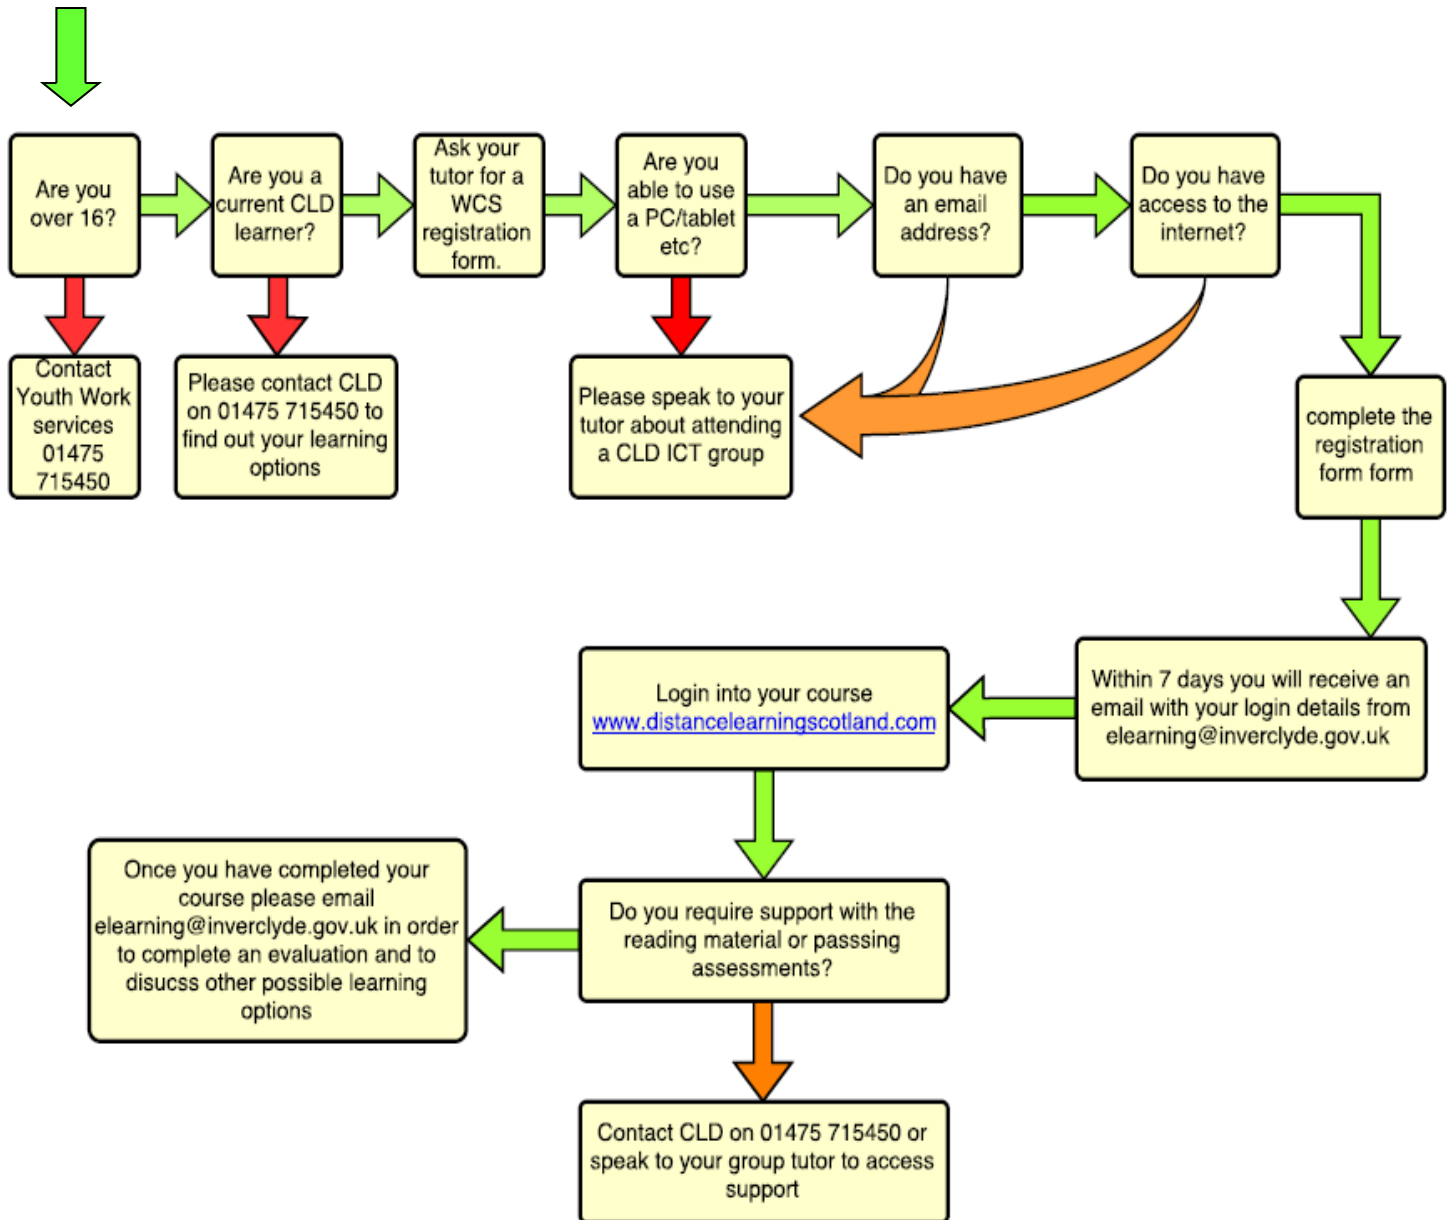 Are you
over 16?
Are you a
current CLD
learner?
Ask your
tutor for a
WCS
registration
form.
Are you
able to use
a PC/tablet
etc?
Do you have
an email
address?
Do you have
access to the
internet?
Contact
Youth Work
services
01475
715450
Please contact CLD
on 01475 715450 to
find out your learning
options
Please speak to your
tutor about attending
a CLD ICT group
complete the
registration
form form
Within 7 days you will receive an
email with your login details from
elearning@inverclyde.gov.uk
Login into your course
www.distancelearningscotland.com
Do you require support with the
reading material or passsing
assessments?
Once you have completed your
course please email
elearning@inverclyde.gov.uk in order
to complete an evaluation and to
disucss other possible learning
options
Contact CLD on 01475 715450 or
speak to your group tutor to access
support